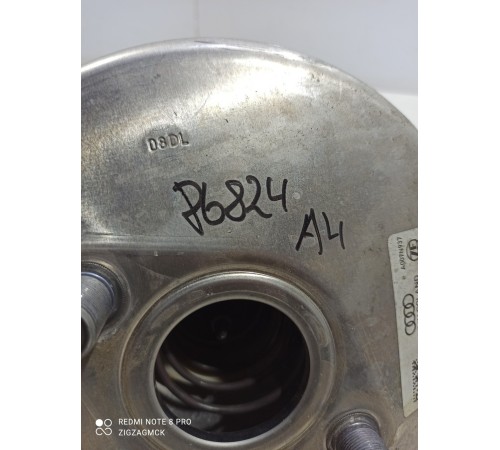 D8DL
P6824
A4
REDMI NOTE 8 PRO
ZIGZAGMCK